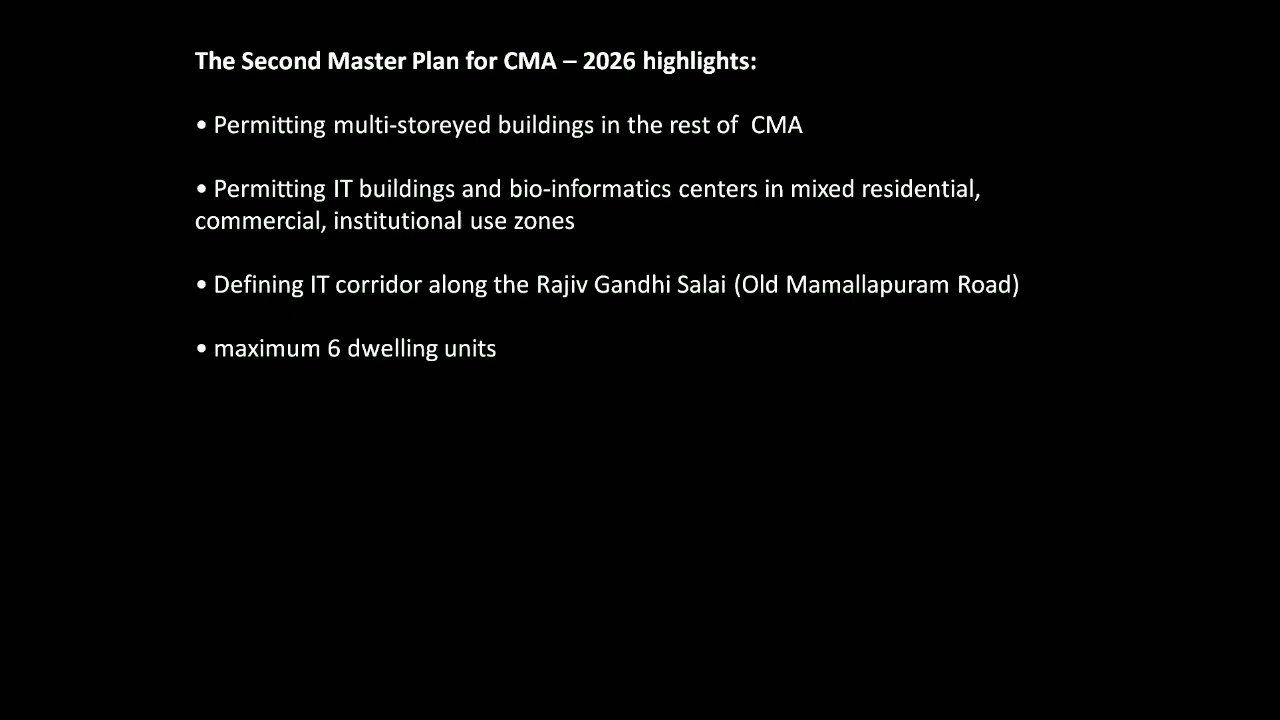 The Second Master Plan for CMA – 2026 highlights:
• Permitting multi-storeyed buildings in the rest of  CMA
• Permitting IT buildings and bio-informatics centers in mixed residential,
commercial, institutional use zones
• Defining IT corridor along the Rajiv Gandhi Salai (Old Mamallapuram Road)
• maximum 6 dwelling units